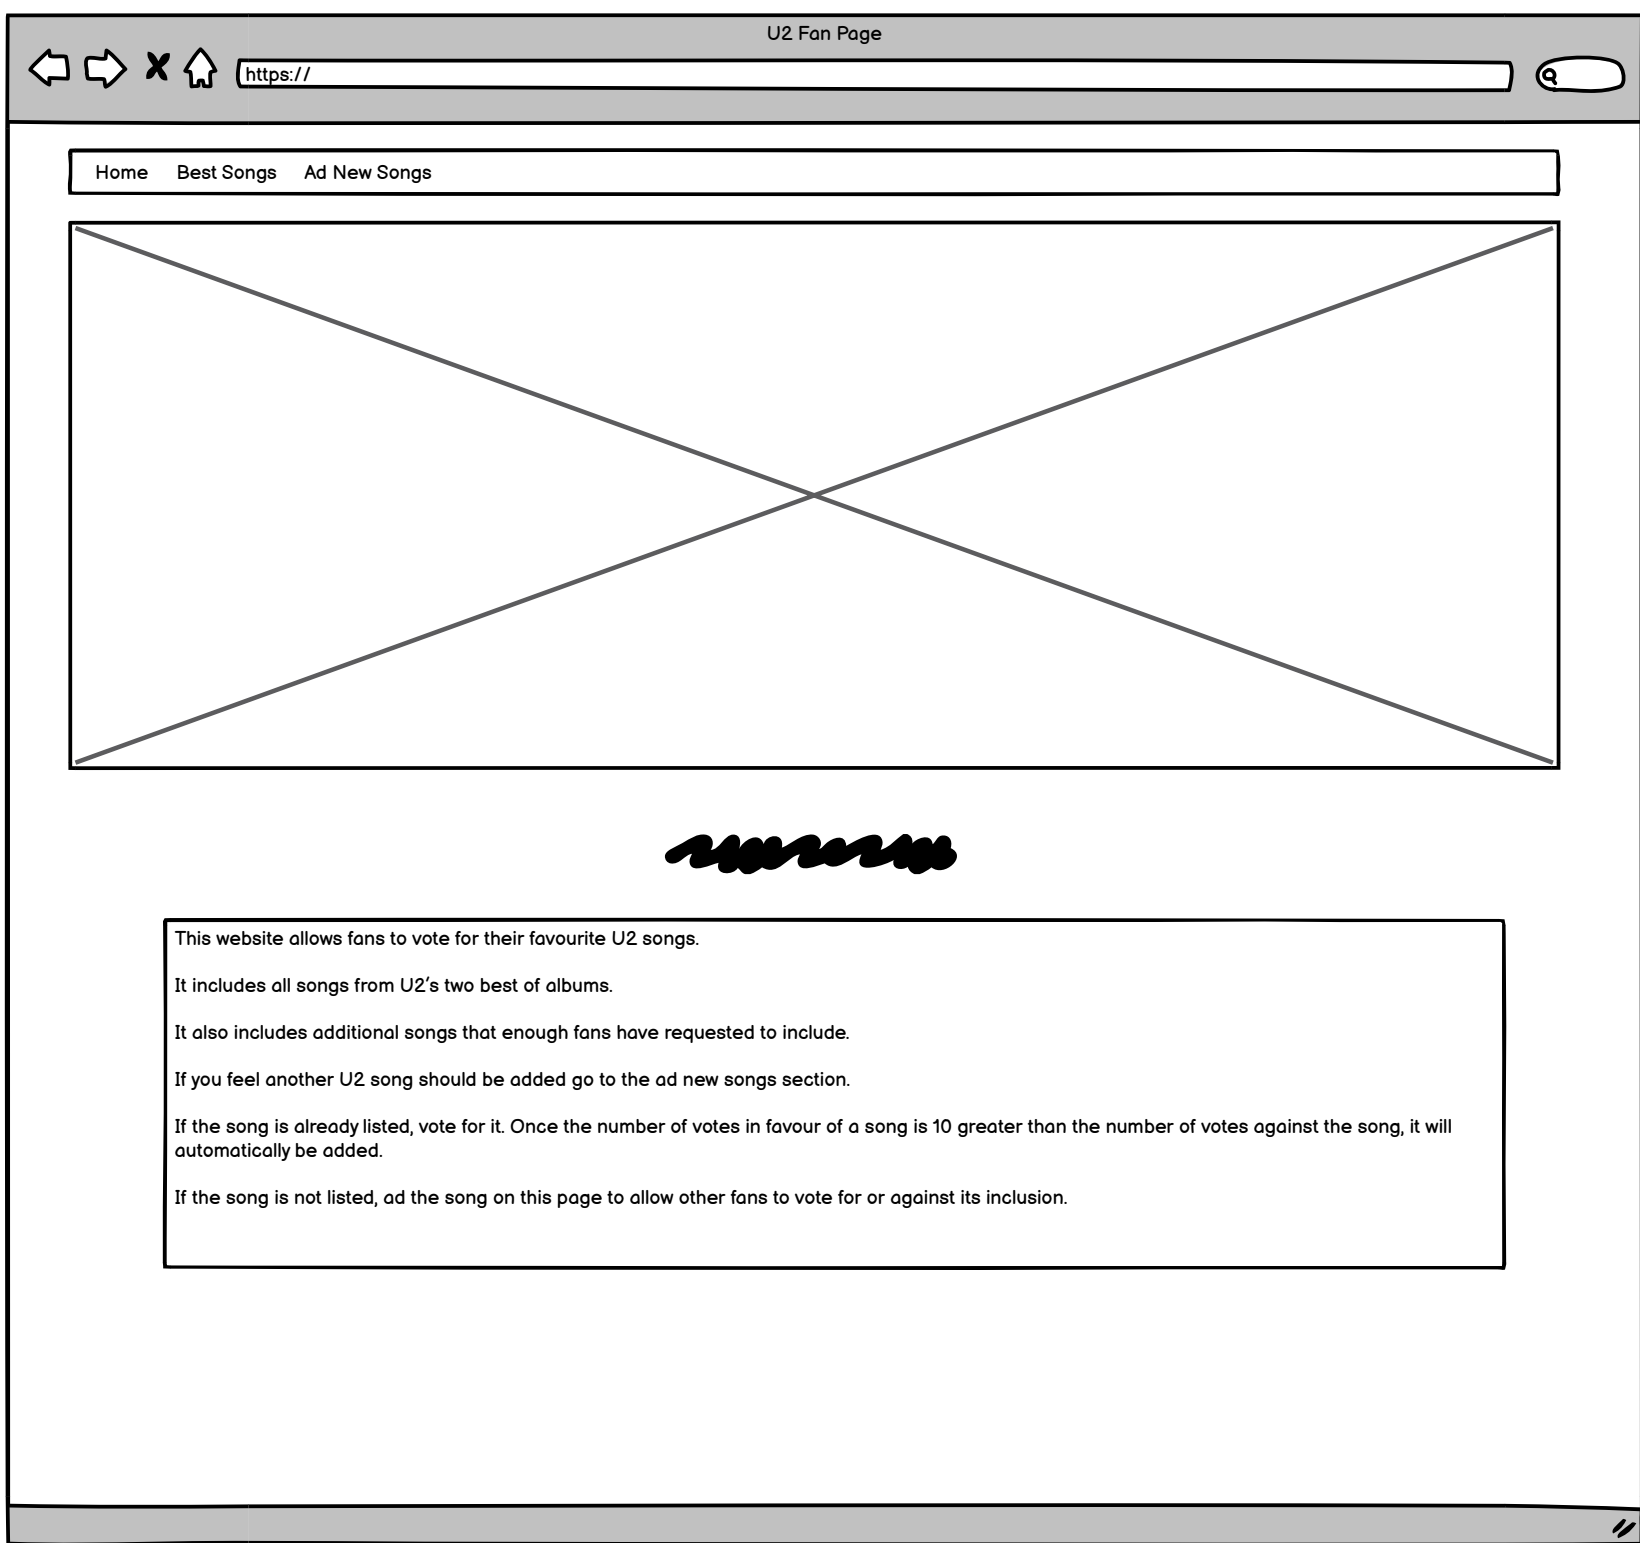 U2 Fan Page
https://
Home Best Songs Ad New Songs
This website allows fans to vote for their favourite U2 songs.
It includes all songs from U2's two best of albums.
It also includes additional songs that enough fans have requested to include.
If you feel another U2 song should be added go to the ad new songs section.
If the song is already listed, vote for it. Once the number of votes in favour of a song is 10 greater than the number of votes against the song, it will
automatically be added.
If the song is not listed, ad the song on this page to allow other fans to vote for or against its inclusion.